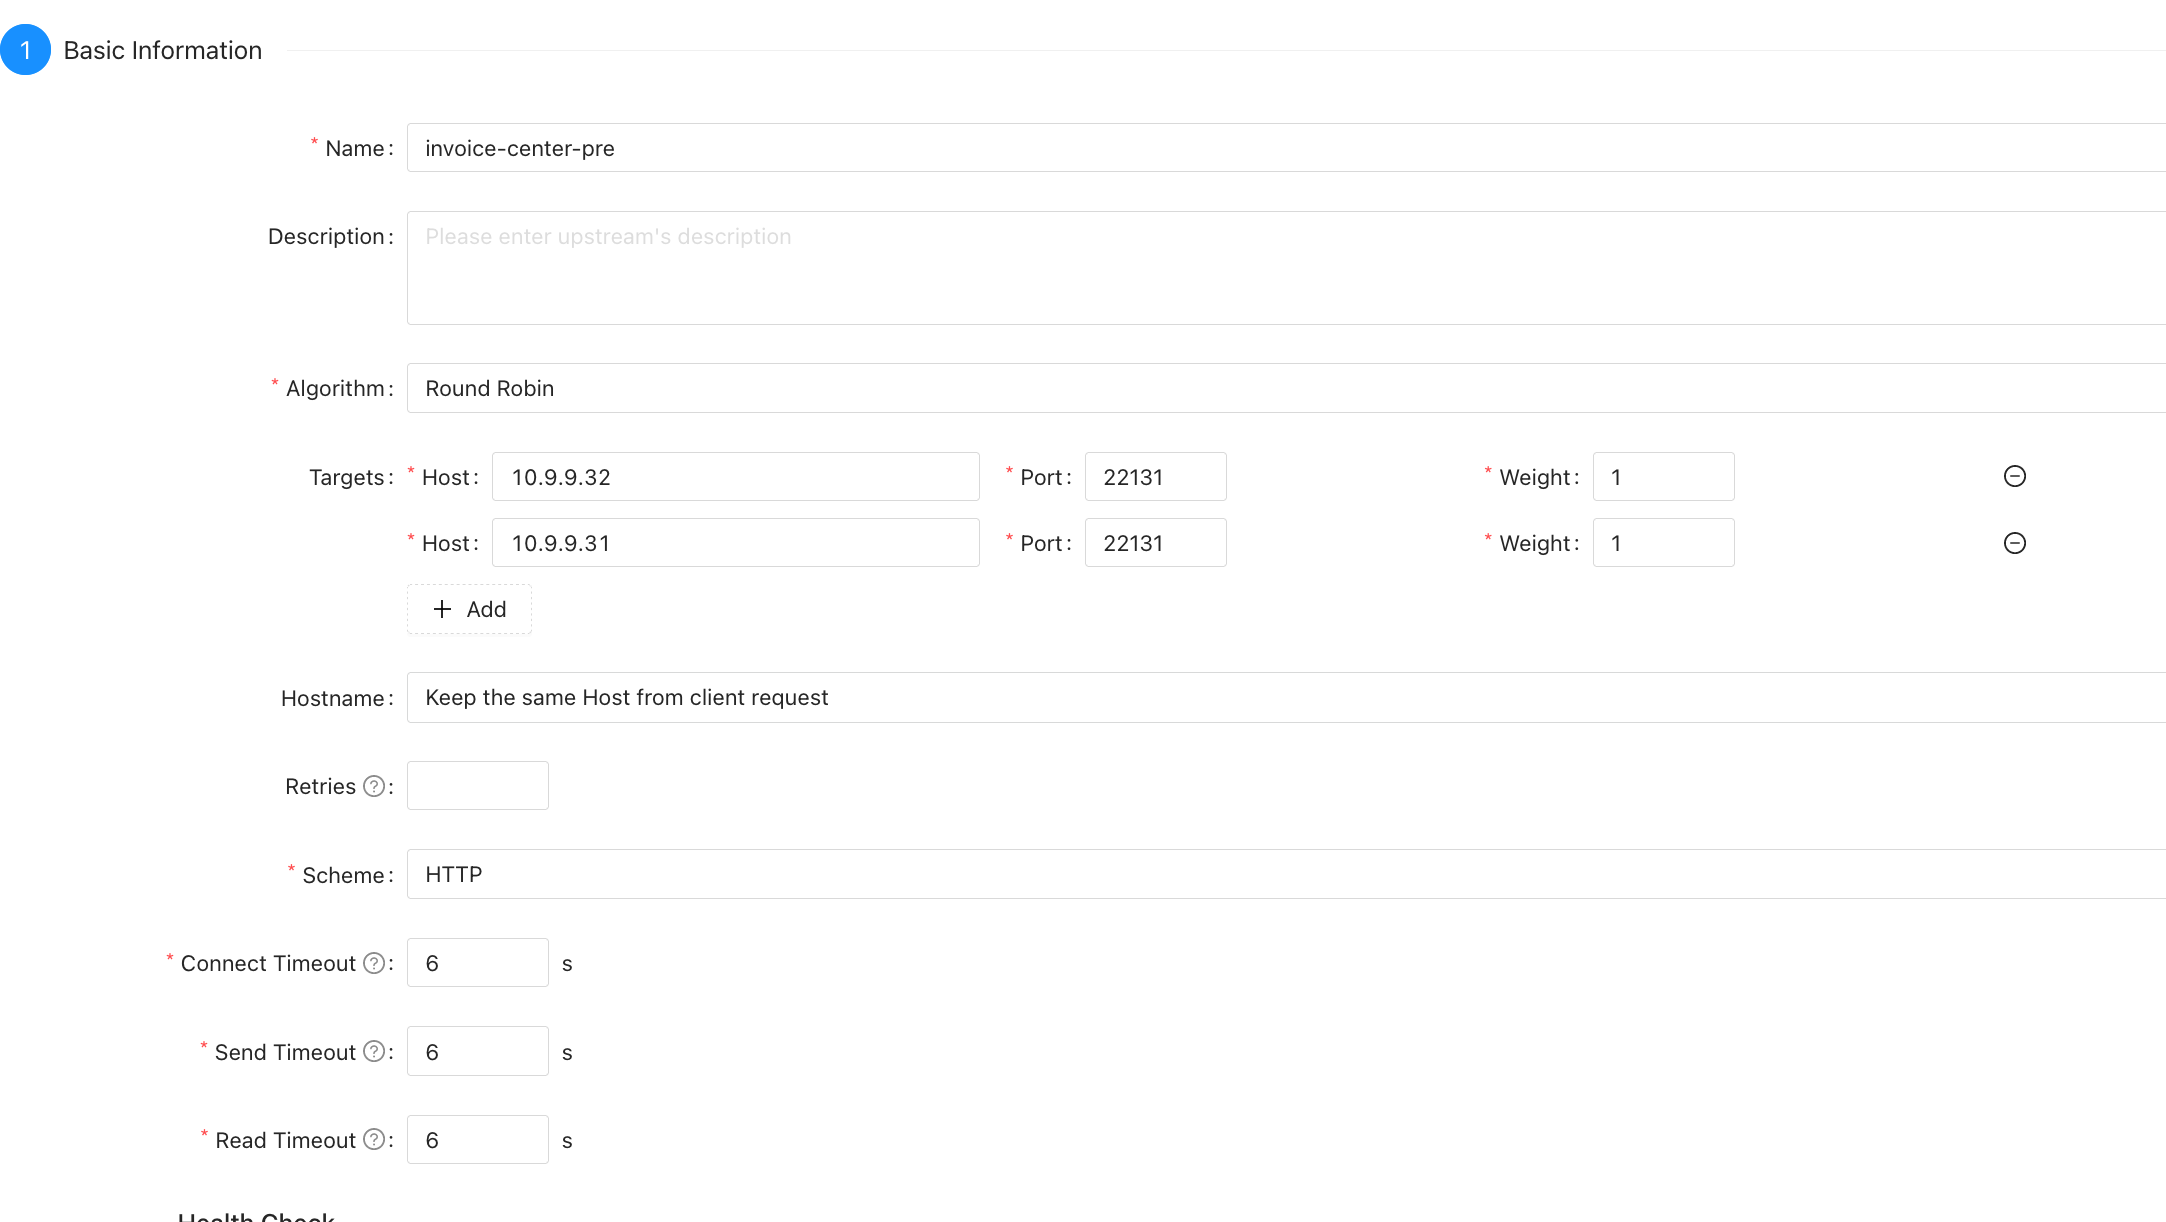 1 Basic Information
* Name: invoice-center-pre
Description: Please enter upstream's description
* Algorithm: Round Robin
Targets: * Host: 10.9.9.32 * Port: 22131 * Weight: 1
* Host: 10.9.9.31 * Port: 22131 * Weight: 1
+ Add
Hostname: Keep the same Host from client request
Retries ?:
* Scheme: HTTP
* Connect Timeout ?: 6 s
* Send Timeout ?: 6 s
* Read Timeout ?: 6 s
Health Check